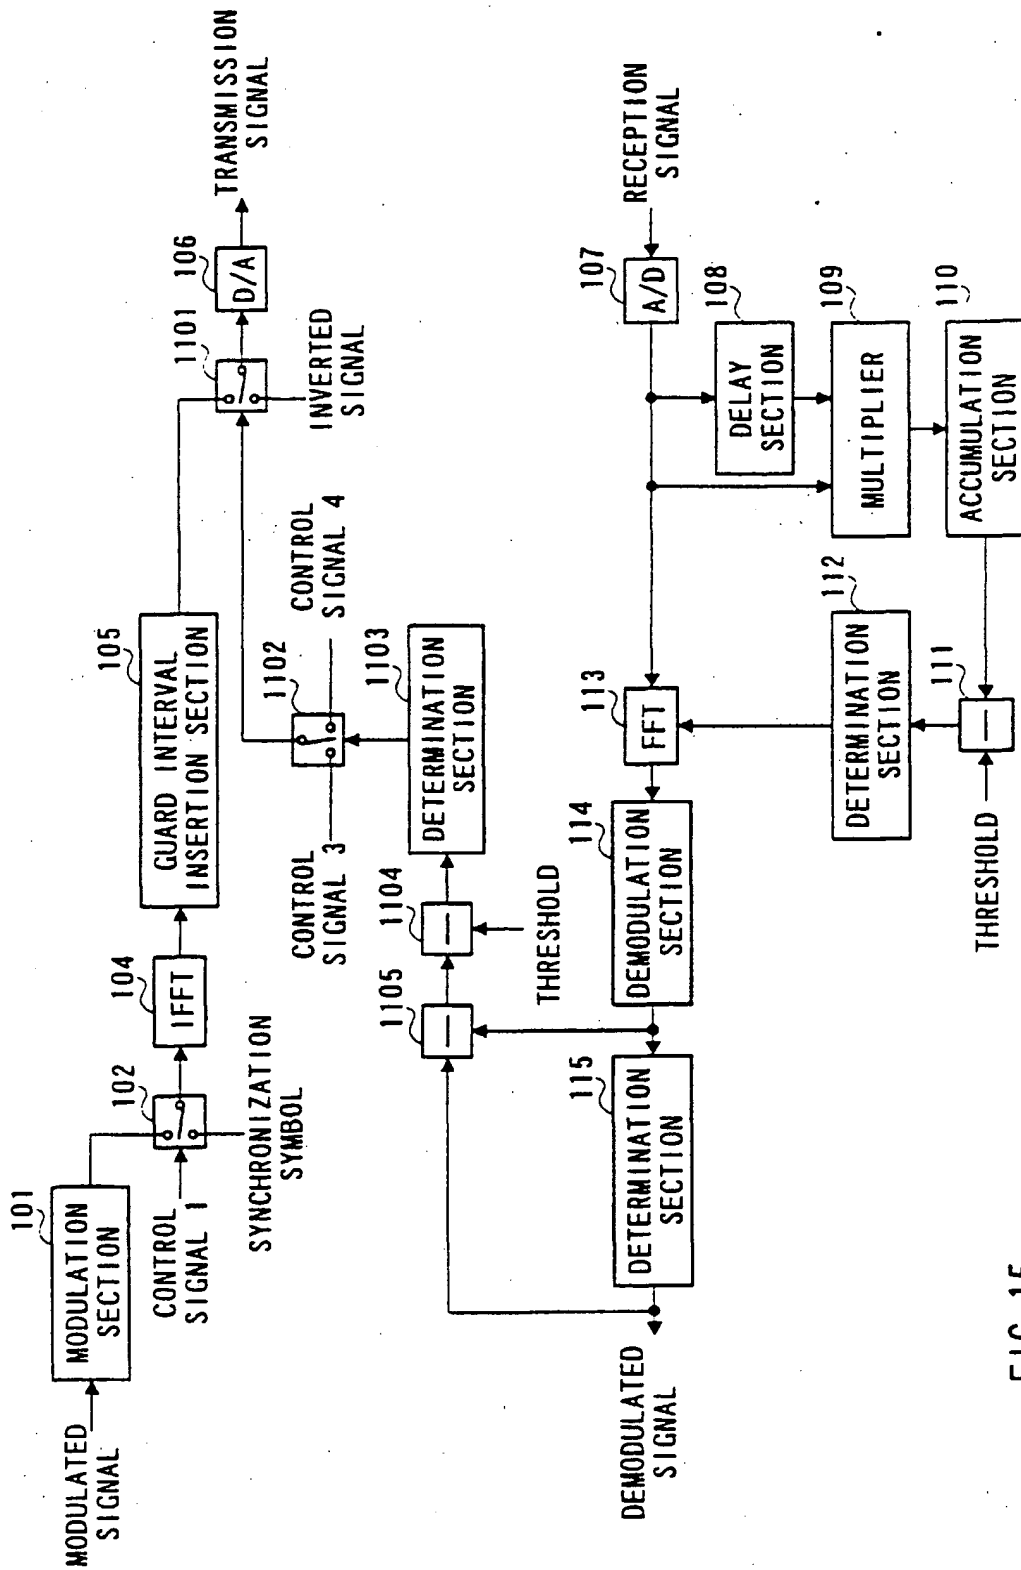 MODULATED
SIGNAL
101
MODULATION
SECTION
CONTROL
SIGNAL 1
102
SYNCHRONIZATION
SYMBOL
104
IFFT
105
GUARD INTERVAL
INSERTION SECTION
1101
INVERTED
SIGNAL
106
D/A
TRANSMISSION
SIGNAL
CONTROL
SIGNAL 3
1102
CONTROL
SIGNAL 4
1105
1104
THRESHOLD
1103
DETERMINATION
SECTION
DEMODULATED
SIGNAL
115
DETERMINATION
SECTION
114
DEMODULATION
SECTION
113
FFT
107
A/D
RECEPTION
SIGNAL
108
DELAY
SECTION
109
MULTIPLIER
110
ACCUMULATION
SECTION
112
DETERMINATION
SECTION
111
THRESHOLD